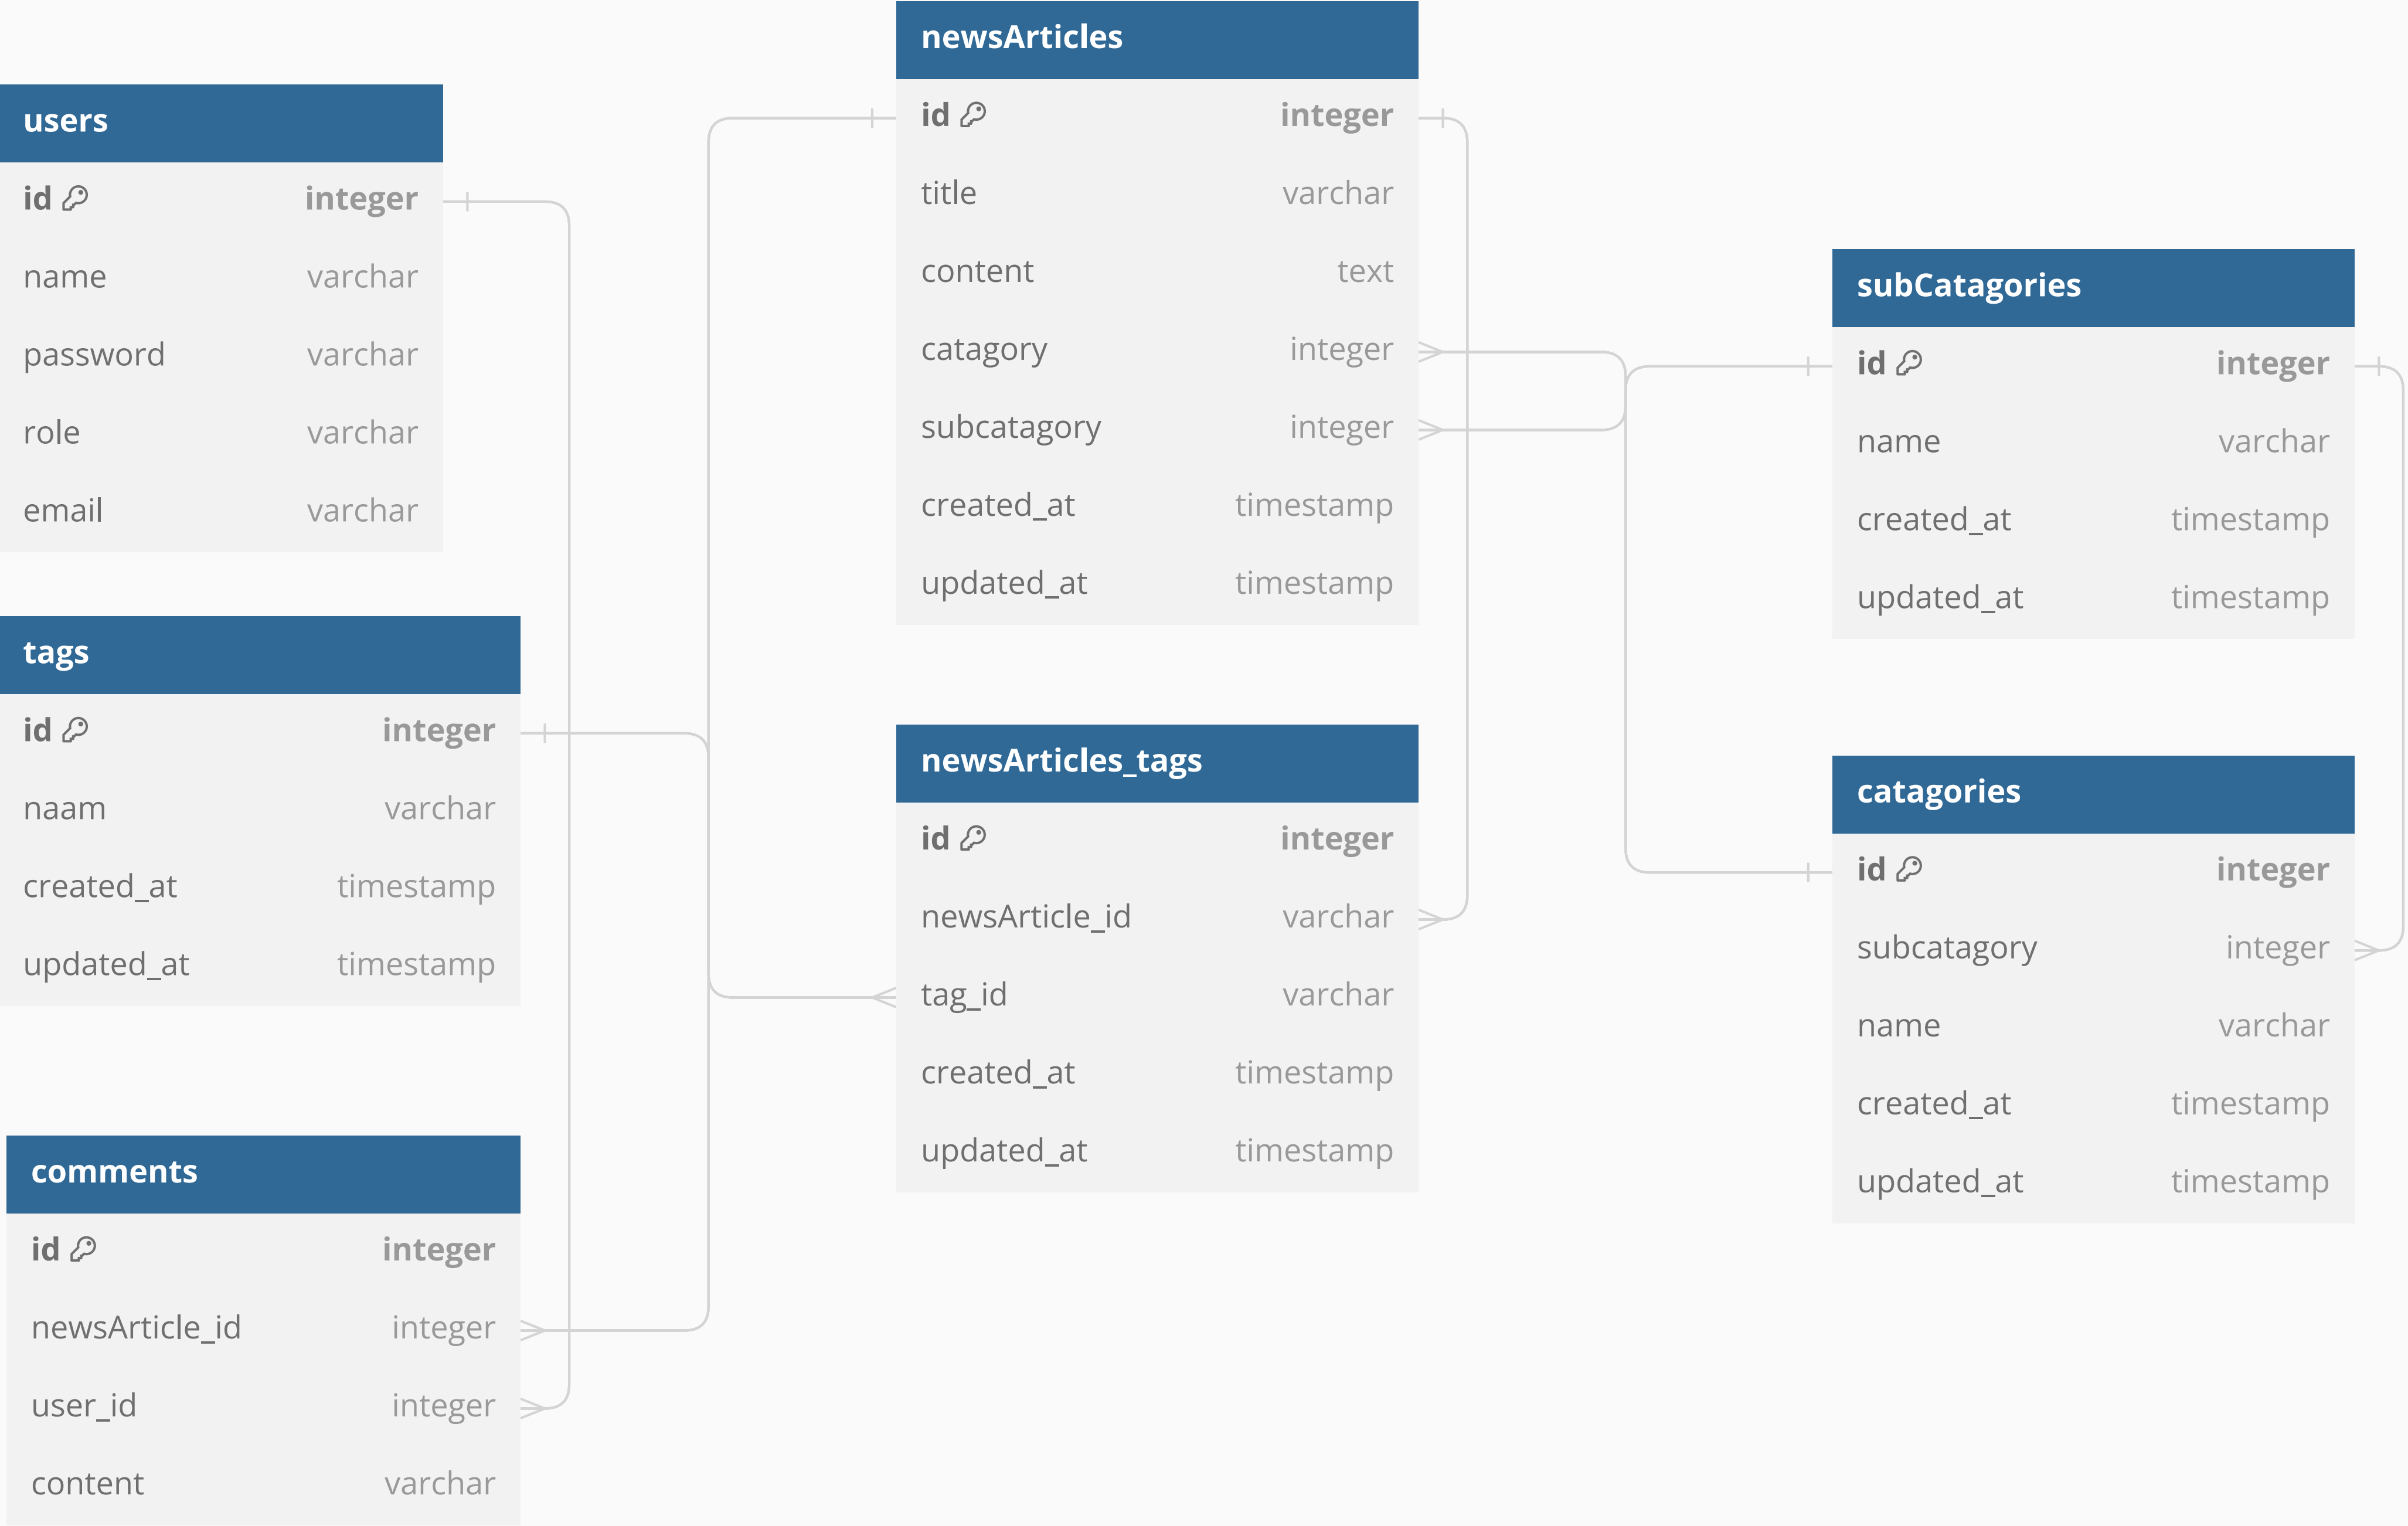 users
id integer
name varchar
password varchar
role varchar
email varchar
tags
id integer
naam varchar
created_at timestamp
updated_at timestamp
comments
id integer
newsArticle_id integer
user_id integer
content varchar
newsArticles
id integer
title varchar
content text
catagory integer
subcatagory integer
created_at timestamp
updated_at timestamp
newsArticles_tags
id integer
newsArticle_id varchar
tag_id varchar
created_at timestamp
updated_at timestamp
subCatagories
id integer
name varchar
created_at timestamp
updated_at timestamp
catagories
id integer
subcatagory integer
name varchar
created_at timestamp
updated_at timestamp